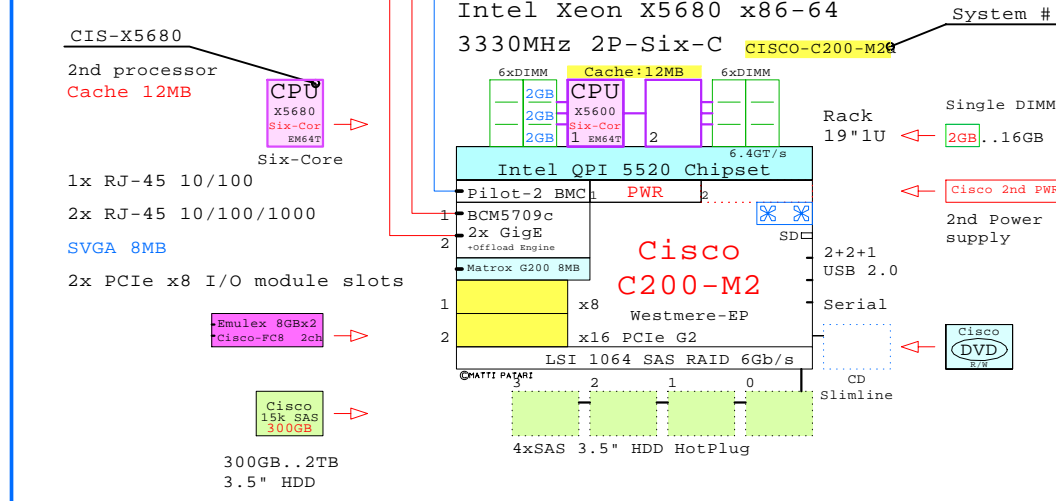 Intel Xeon X5680 x86-64
System #
3330MHz 2P-Six-C
CISCO-C200-M2
CIS-X5680
2nd processor
Cache 12MB
CPU
X5680
Six-Cor
EM64T
Six-Core
6xDIMM
Cache:12MB
6xDIMM
2GB
2GB
2GB
CPU
X5600
Six-Cor
1 EM64T
2
6.4GT/s
Rack
19"1U
Single DIMM
2GB..16GB
Intel QPI 5520 Chipset
1x RJ-45 10/100
Pilot-2 BMC
1 PWR 2
Cisco 2nd PWR
2x RJ-45 10/100/1000
1 BCM5709c
2 2x GigE
+Offload Engine
2nd Power
supply
SD
SVGA 8MB
Matrox G200 8MB
Cisco
C200-M2
Westmere-EP
2+2+1
USB 2.0
2x PCIe x8 I/O module slots
1 x8
Serial
2 x16 PCIe G2
Emulex 8GBx2
Cisco-FC8 2ch
Cisco
DVD
R/W
LSI 1064 SAS RAID 6Gb/s
©MATTI PATARI
CD
Slimline
3 2 1 0
Cisco
15k SAS
300GB
4xSAS 3.5" HDD HotPlug
300GB..2TB
3.5" HDD